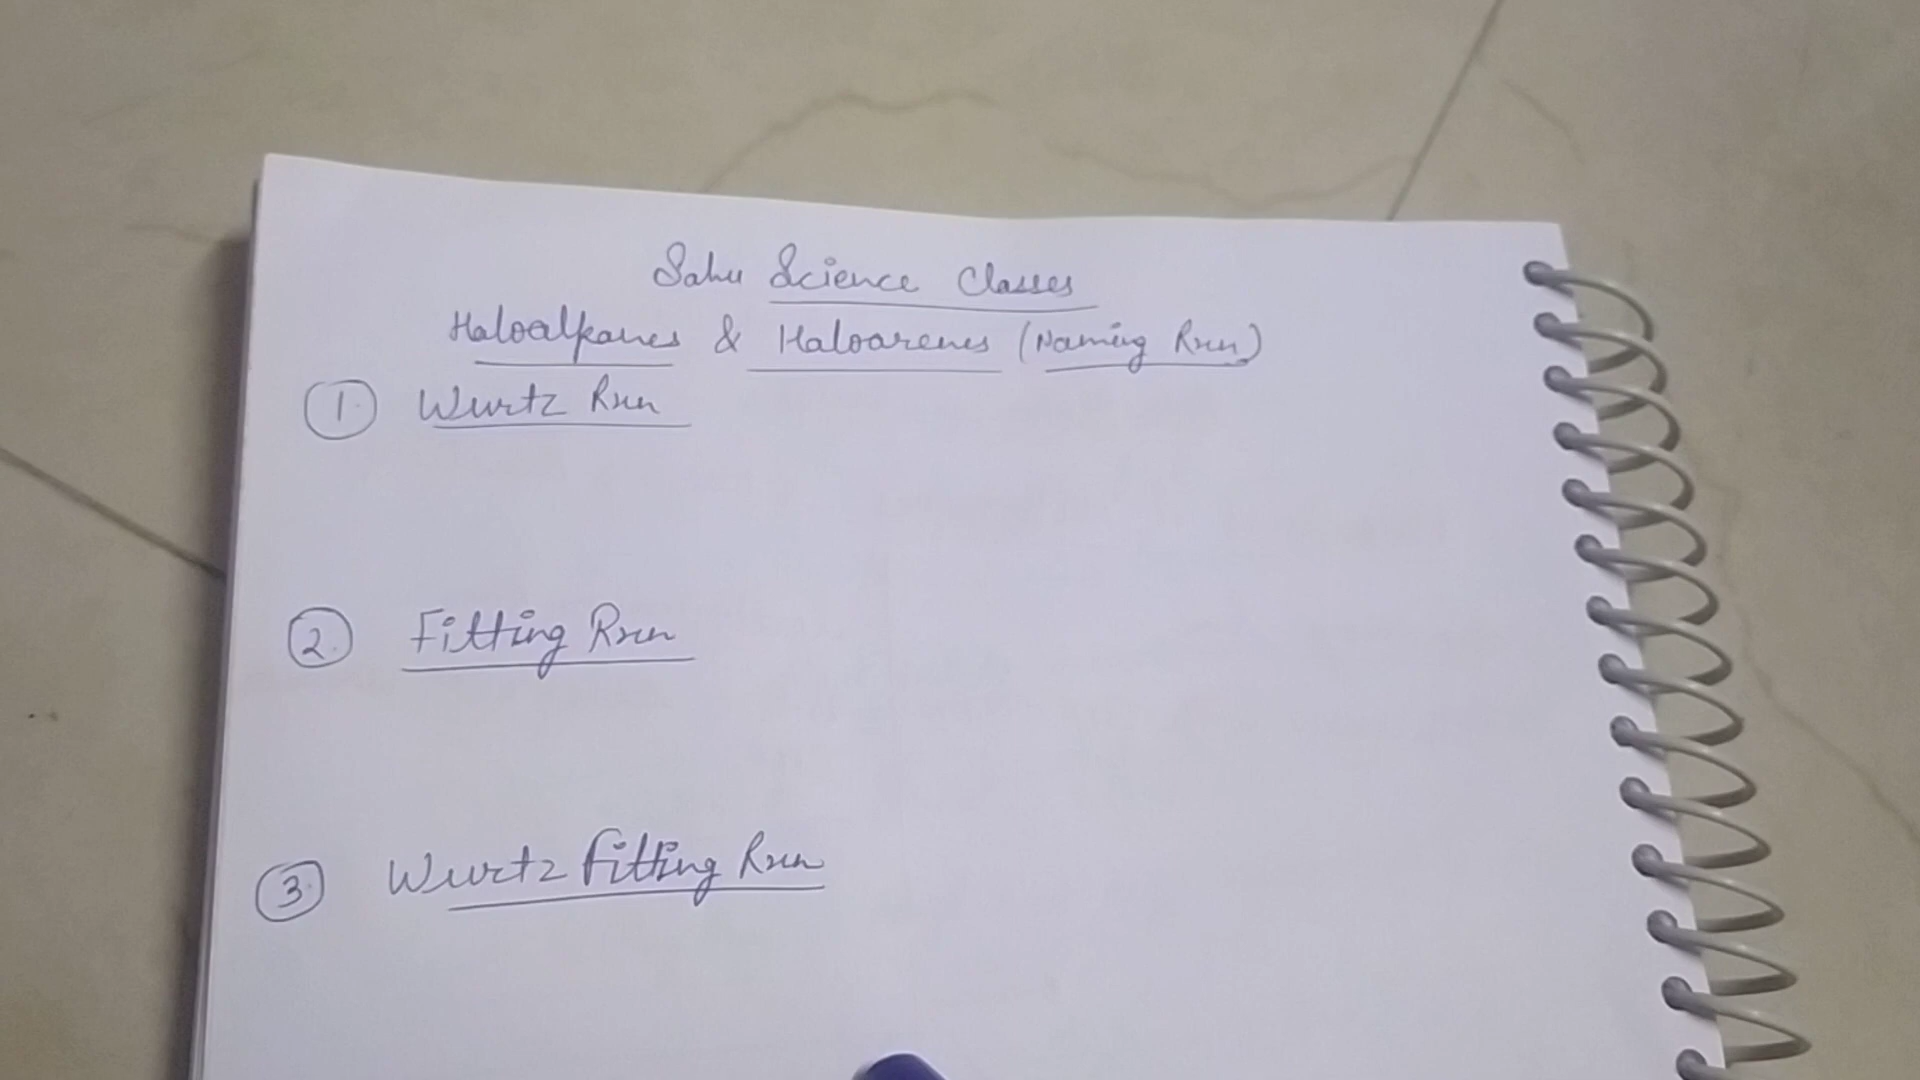 Sahu Science Classes
Haloalkanes & Haloarenes (Naming Rxn)
1. Wurtz Rxn
2. Fitting Rxn
3. Wurtz Fitting Rxn